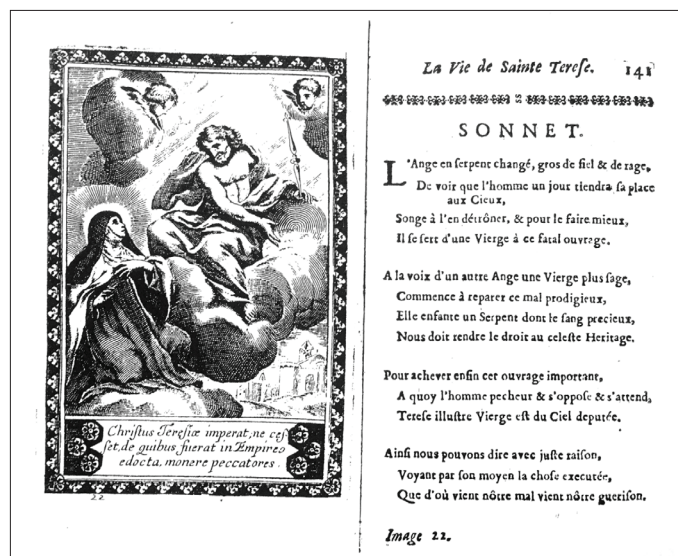 Chriſtus Tereſiæ imperat, ne ceſ-
ſet, de quibus fuerat in Empireo
edocta, monere peccatores.
22
La Vie de Sainte Tereſe. 141
SONNET.
L'Ange en ſerpent changé, gros de fiel & de rage,
De voir que l'homme un jour tiendra ſa place
aux Cieux,
Songe à l'en détrôner, & pour le faire mieux,
Il ſe ſert d'une Vierge à ce fatal ouvrage.
A la voix d'un autre Ange une Vierge plus ſage,
Commence à reparer ce mal prodigieux,
Elle enfante un Serpent dont le ſang precieux,
Nous doit rendre le droit au celeſte Heritage.
Pour achever enfin cet ouvrage important,
A quoy l'homme pecheur & s'oppoſe & s'attend,
Tereſe illuſtre Vierge eſt du Ciel deputée.
Ainſi nous pouvons dire avec juſte raiſon,
Voyant par ſon moyen la choſe executée,
Que d'où vient nôtre mal vient nôtre gueriſon.
Image 22.